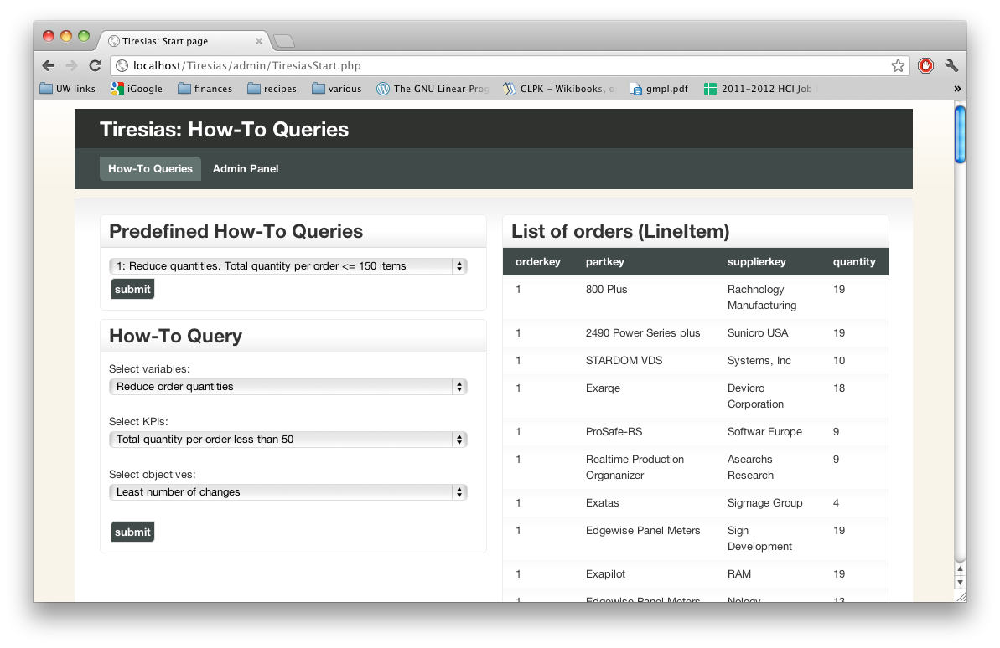 Tiresias: Start page
localhost/Tiresias/admin/TiresiasStart.php
UW links iGoogle finances recipes various The GNU Linear Prog GLPK – Wikibooks, o gmpl.pdf 2011-2012 HCI Job »
Tiresias: How-To Queries
How-To Queries Admin Panel
Predefined How-To Queries
1: Reduce quantities. Total quantity per order <= 150 items
submit
How-To Query
Select variables:
Reduce order quantities
Select KPIs:
Total quantity per order less than 50
Select objectives:
Least number of changes
submit
List of orders (LineItem)
orderkey partkey supplierkey quantity
1 800 Plus Rachnology 19
Manufacturing
1 2490 Power Series plus Sunicro USA 19
1 STARDOM VDS Systems, Inc 10
1 Exarqe Devicro 18
Corporation
1 ProSafe-RS Softwar Europe 9
1 Realtime Production Asearchs 9
Organanizer Research
1 Exatas Sigmage Group 4
1 Edgewise Panel Meters Sign 19
Development
1 Exapilot RAM 19
1 Edgewise Panel Meters Nology 13